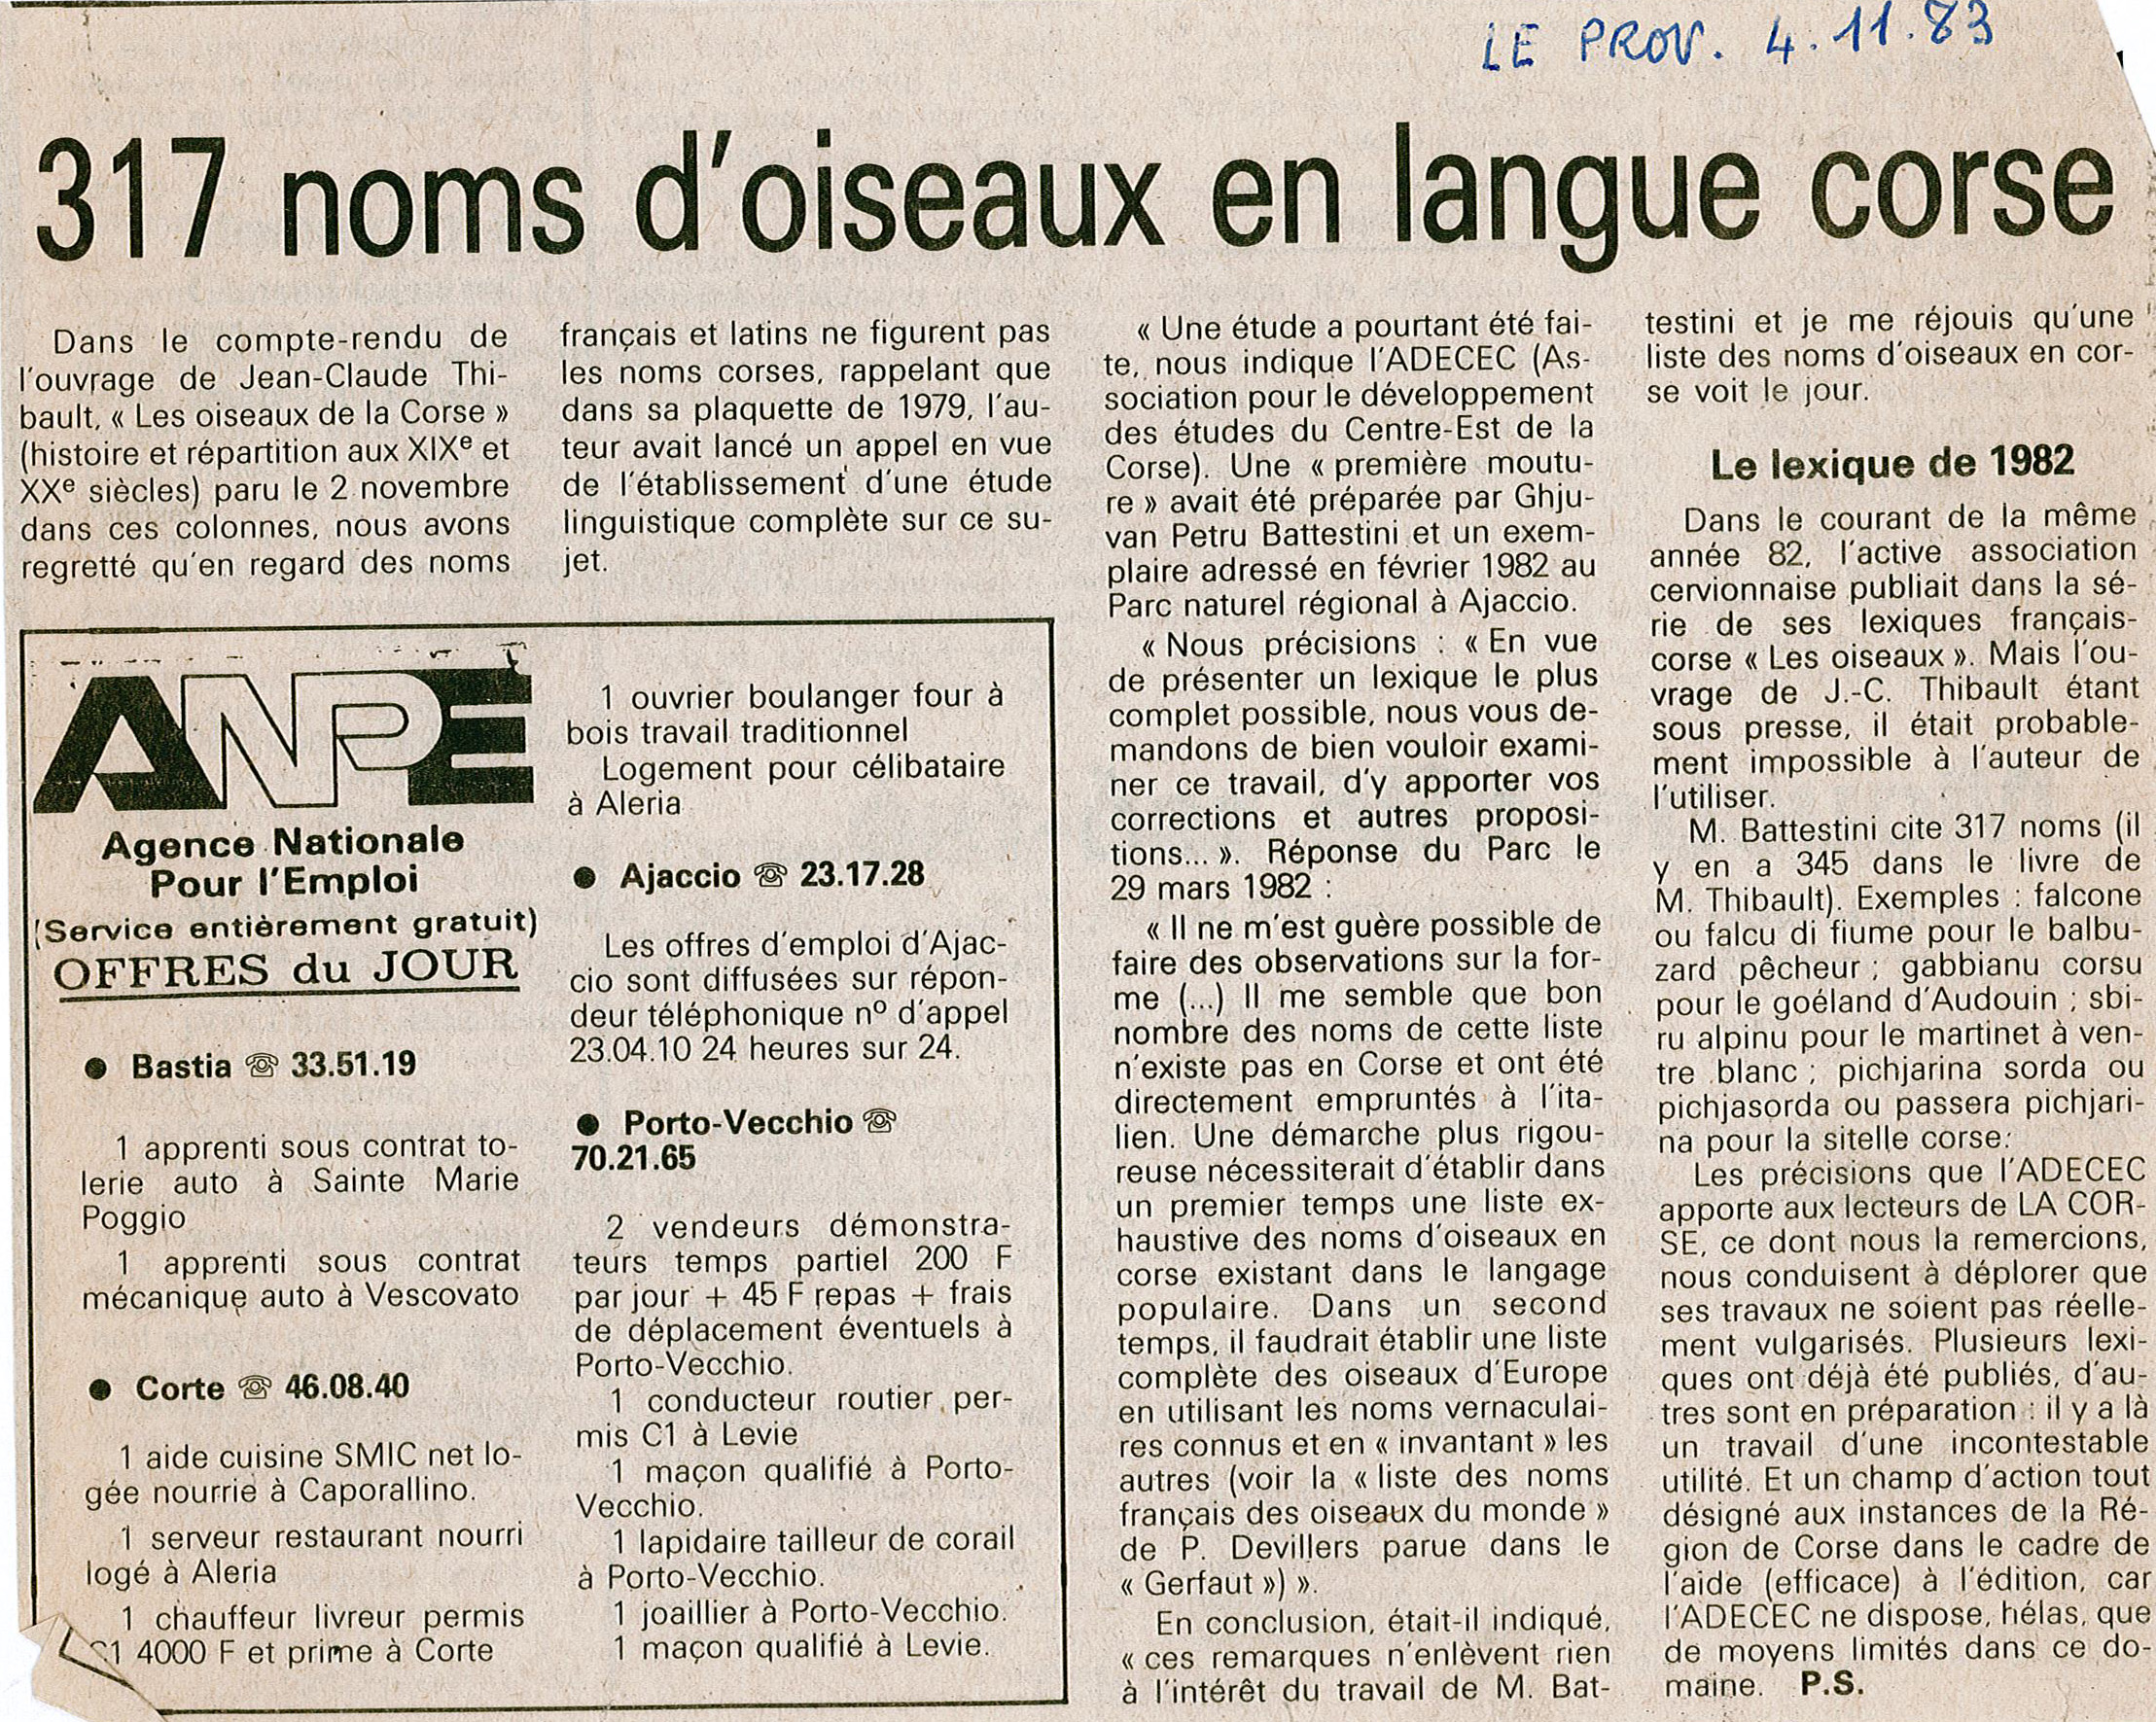 LE PROV. 4.11.83
317 noms d'oiseaux en langue corse
Dans le compte-rendu de
l'ouvrage de Jean-Claude Thi-
bault, « Les oiseaux de la Corse »
(histoire et répartition aux XIXe et
XXe siècles) paru le 2 novembre
dans ces colonnes, nous avons
regretté qu'en regard des noms
français et latins ne figurent pas
les noms corses, rappelant que
dans sa plaquette de 1979, l'au-
teur avait lancé un appel en vue
de l'établissement d'une étude
linguistique complète sur ce su-
jet.
« Une étude a pourtant été fai-
te, nous indique l'ADECEC (As-
sociation pour le développement
des études du Centre-Est de la
Corse). Une « première moutu-
re » avait été préparée par Ghju-
van Petru Battestini et un exem-
plaire adressé en février 1982 au
Parc naturel régional à Ajaccio.
« Nous précisions : « En vue
de présenter un lexique le plus
complet possible, nous vous de-
mandons de bien vouloir exami-
ner ce travail, d'y apporter vos
corrections et autres proposi-
tions... ». Réponse du Parc le
29 mars 1982 :
« Il ne m'est guère possible de
faire des observations sur la for-
me (...) Il me semble que bon
nombre des noms de cette liste
n'existe pas en Corse et ont été
directement empruntés à l'ita-
lien. Une démarche plus rigou-
reuse nécessiterait d'établir dans
un premier temps une liste ex-
haustive des noms d'oiseaux en
corse existant dans le langage
populaire. Dans un second
temps, il faudrait établir une liste
complète des oiseaux d'Europe
en utilisant les noms vernaculai-
res connus et en « invantant » les
autres (voir la « liste des noms
français des oiseaux du monde »
de P. Devillers parue dans le
« Gerfaut ») ».
En conclusion, était-il indiqué,
« ces remarques n'enlèvent rien
à l'intérêt du travail de M. Bat-
testini et je me réjouis qu'une
liste des noms d'oiseaux en cor-
se voit le jour.
Le lexique de 1982
Dans le courant de la même
année 82, l'active association
cervionnaise publiait dans la sé-
rie de ses lexiques français-
corse « Les oiseaux ». Mais l'ou-
vrage de J.-C. Thibault étant
sous presse, il était probable-
ment impossible à l'auteur de
l'utiliser.
M. Battestini cite 317 noms (il
y en a 345 dans le livre de
M. Thibault). Exemples : falcone
ou falcu di fiume pour le balbu-
zard pêcheur ; gabbianu corsu
pour le goéland d'Audouin ; sbi-
ru alpinu pour le martinet à ven-
tre blanc ; pichjarina sorda ou
pichjasorda ou passera pichjari-
na pour la sitelle corse.
Les précisions que l'ADECEC
apporte aux lecteurs de LA COR-
SE, ce dont nous la remercions,
nous conduisent à déplorer que
ses travaux ne soient pas réelle-
ment vulgarisés. Plusieurs lexi-
ques ont déjà été publiés, d'au-
tres sont en préparation : il y a là
un travail d'une incontestable
utilité. Et un champ d'action tout
désigné aux instances de la Ré-
gion de Corse dans le cadre de
l'aide (efficace) à l'édition, car
l'ADECEC ne dispose, hélas, que
de moyens limités dans ce do-
maine. P.S.
ANPE
Agence Nationale
Pour l'Emploi
(Service entièrement gratuit)
OFFRES du JOUR
● Bastia ☏ 33.51.19
1 apprenti sous contrat to-
lerie auto à Sainte Marie
Poggio
1 apprenti sous contrat
mécanique auto à Vescovato
● Corte ☏ 46.08.40
1 aide cuisine SMIC net lo-
gée nourrie à Caporallino.
1 serveur restaurant nourri
logé à Aleria
1 chauffeur livreur permis
C1 4000 F et prime à Corte
1 ouvrier boulanger four à
bois travail traditionnel
Logement pour célibataire
à Aleria
● Ajaccio ☏ 23.17.28
Les offres d'emploi d'Ajac-
cio sont diffusées sur répon-
deur téléphonique nº d'appel
23.04.10 24 heures sur 24.
● Porto-Vecchio ☏
70.21.65
2 vendeurs démonstra-
teurs temps partiel 200 F
par jour + 45 F repas + frais
de déplacement éventuels à
Porto-Vecchio.
1 conducteur routier per-
mis C1 à Levie
1 maçon qualifié à Porto-
Vecchio.
1 lapidaire tailleur de corail
à Porto-Vecchio.
1 joaillier à Porto-Vecchio.
1 maçon qualifié à Levie.